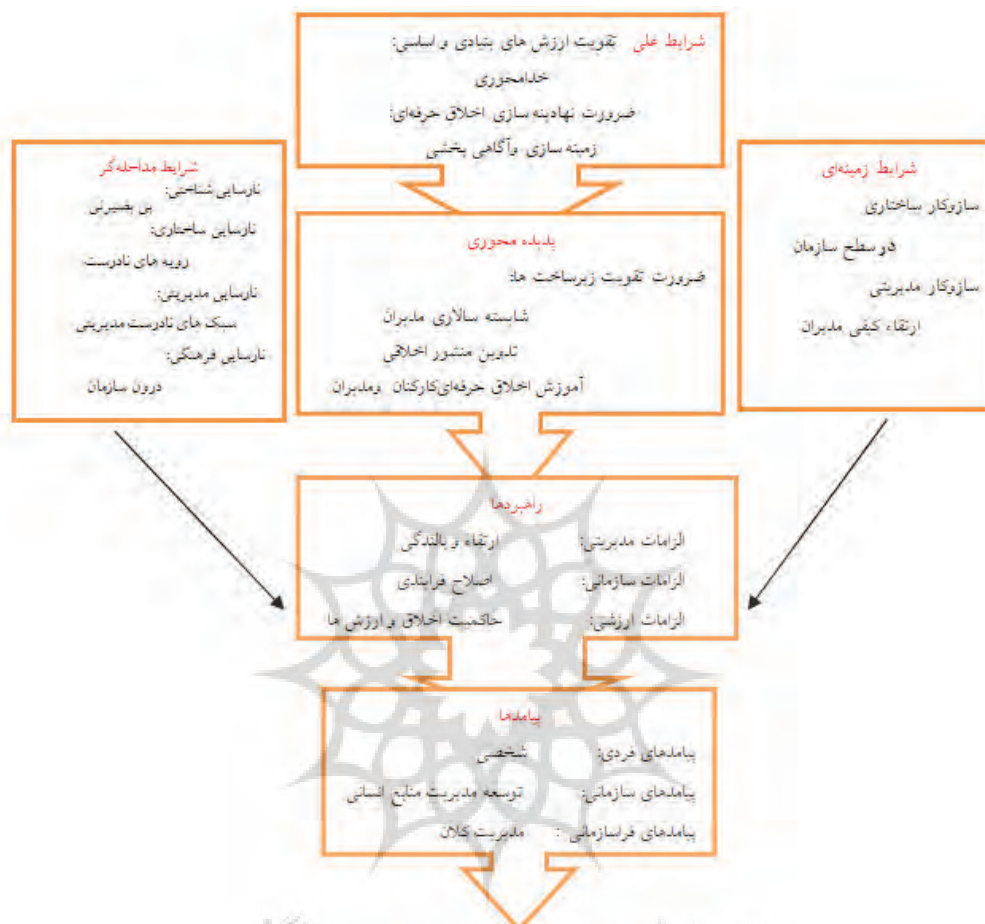 شرایط علی تقویت ارزش های بنیادی و اساسی:
خدامحوری
ضرورت نهادینه سازی اخلاق حرفه‌ای:
زمینه سازی وآگاهی بخشی
شرایط زمینه‌ای
سازوکار ساختاری
در سطح سازمان
سازوکار مدیریتی
ارتقاء کیفی مدیران
شرایط مداخله‌گر
نارسایی شناختی:
بی بصیرتی
نارسایی ساختاری:
رویه های نادرست
نارسایی مدیریتی:
سبک های نادرست مدیریتی
نارسایی فرهنگی:
درون سازمان
پدیده محوری
ضرورت تقویت زیرساخت ها:
شایسته سالاری مدیران
تدوین منشور اخلاقی
آموزش اخلاق حرفه‌ای‌کارکنان ومدیران
راهبردها
الزامات مدیریتی: ارتقاء و بالندگی
الزامات سازمانی: اصلاح فرایندی
الزامات ارزشی: حاکمیت اخلاق و ارزش ها
پیامدها
پیامدهای فردی: شخصی
پیامدهای سازمانی: توسعه مدیریت منابع انسانی
پیامدهای فراسازمانی : مدیریت کلان